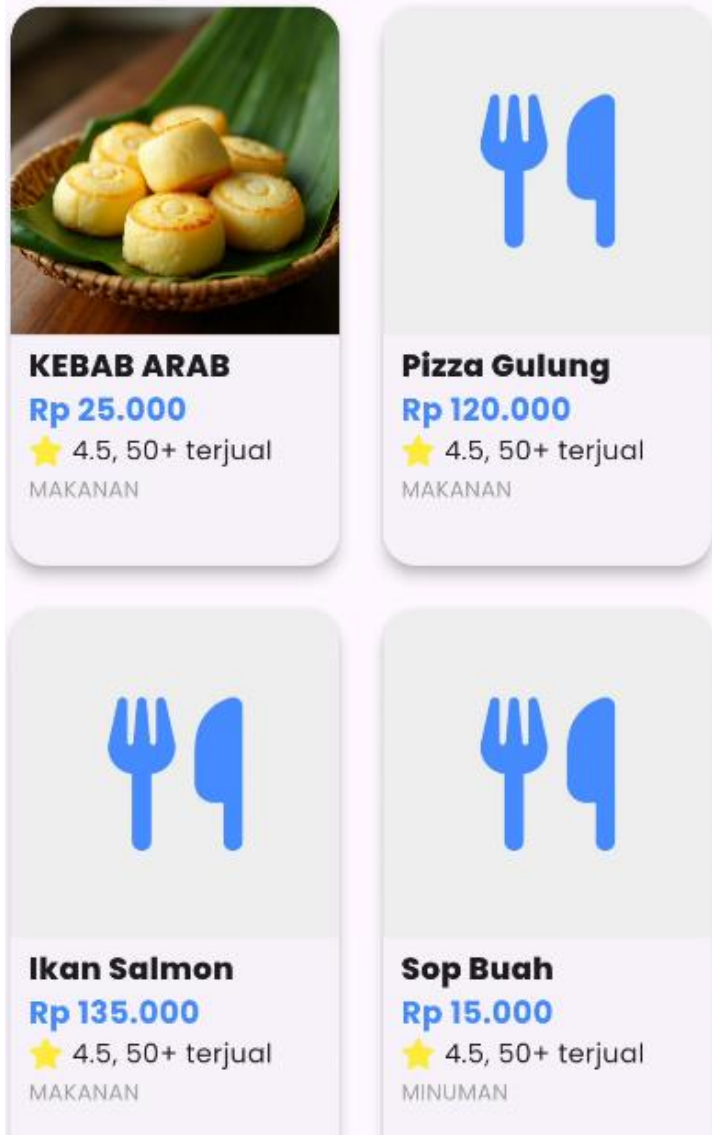 KEBAB ARAB
Rp 25.000
4.5, 50+ terjual
MAKANAN
Pizza Gulung
Rp 120.000
4.5, 50+ terjual
MAKANAN
Ikan Salmon
Rp 135.000
4.5, 50+ terjual
MAKANAN
Sop Buah
Rp 15.000
4.5, 50+ terjual
MINUMAN